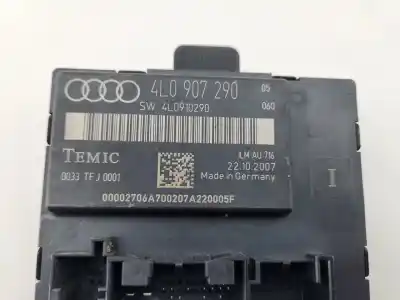 4L0 907 290 05
SW 4L0910290 060
TEMIC ILM AU-716
0033 TFJ 0001 22.10.2007
Made in Germany
00002706A700207A220005F
I